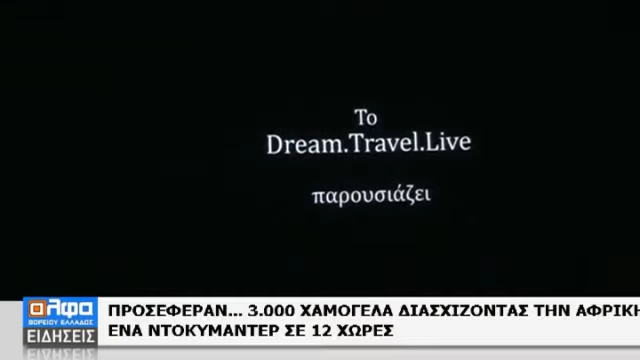 Το
Dream.Travel.Live
παρουσιάζει
αλφα
ΒΟΡΕΙΟΥ ΕΛΛΑΔΟΣ
ΕΙΔΗΣΕΙΣ
ΠΡΟΣΕΦΕΡΑΝ... 3.000 ΧΑΜΟΓΕΛΑ ΔΙΑΣΧΙΖΟΝΤΑΣ ΤΗΝ ΑΦΡΙΚΗ
ΕΝΑ ΝΤΟΚΥΜΑΝΤΕΡ ΣΕ 12 ΧΩΡΕΣ